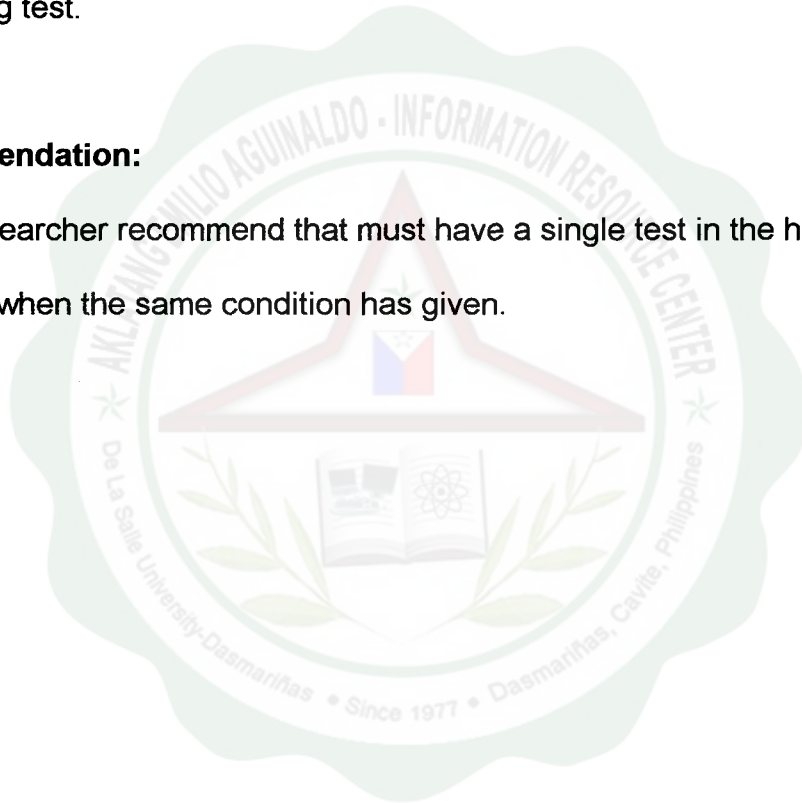 g test.
endation:
earcher recommend that must have a single test in the h
when the same condition has given.
AKLATANG EMILIO AGUINALDO - INFORMATION RESOURCE CENTER
De La Salle University-Dasmariñas • Since 1977 • Dasmariñas, Cavite, Philippines